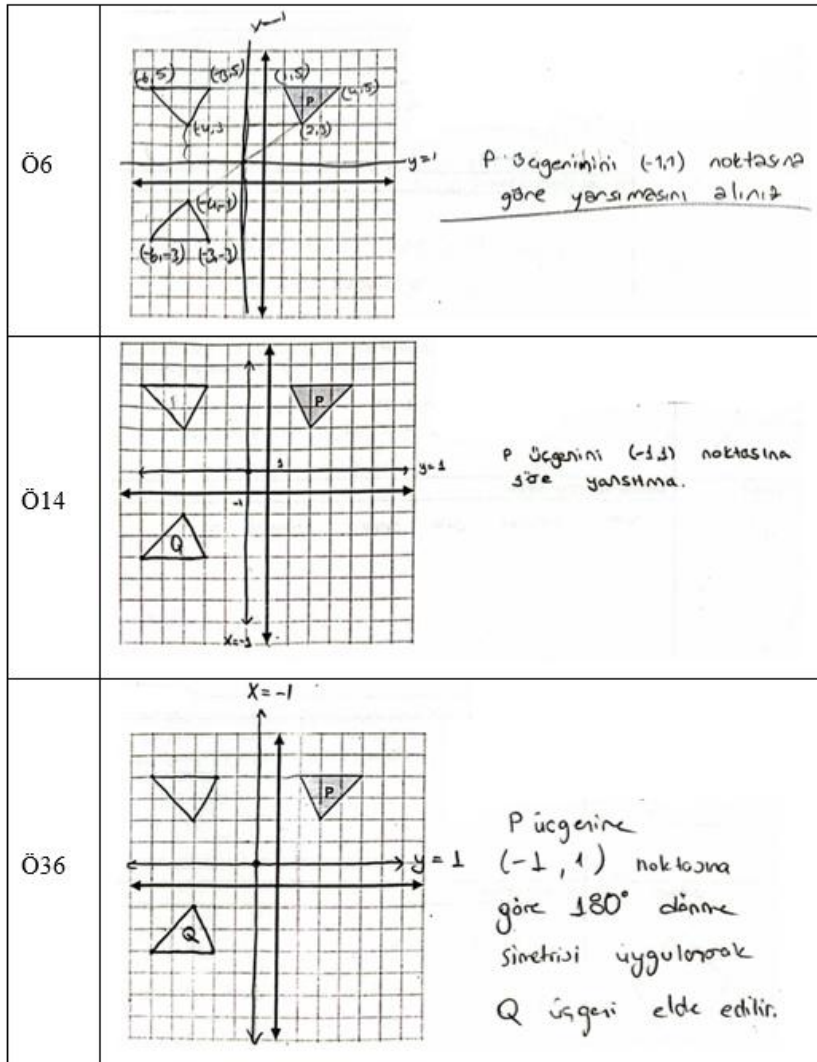 Ö6
x=-1
(-6,5)
(-3,5)
(1,5)
(4,5)
P
(-4,3
(2,3)
y=1
(-4,-3)
(-6,-3) (-3,-3)
P üçgeninini (-1,1) noktasına
göre yansımasını alınız
Ö14
P
1
y=1
-1
Q
x=-1
P üçgenini (-1,1) noktasına
göre yansıtma.
Ö36
X=-1
P
y=1
Q
P üçgenine
(-1, 1) noktasına
göre 180° dönme
simetrisi uygulanarak
Q üçgeni elde edilir.